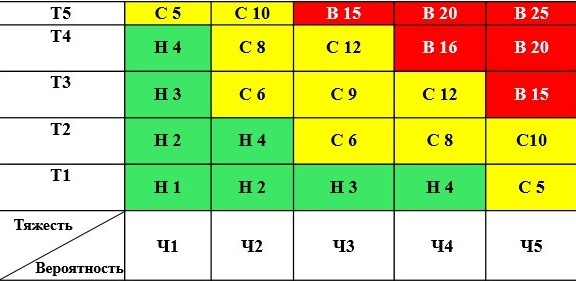 Т5 С 5 С 10 В 15 В 20 В 25
Т4 Н 4 С 8 С 12 В 16 В 20
Т3 Н 3 С 6 С 9 С 12 В 15
Т2 Н 2 Н 4 С 6 С 8 С10
Т1 Н 1 Н 2 Н 3 Н 4 С 5
Тяжесть
Ч1 Ч2 Ч3 Ч4 Ч5
Вероятность